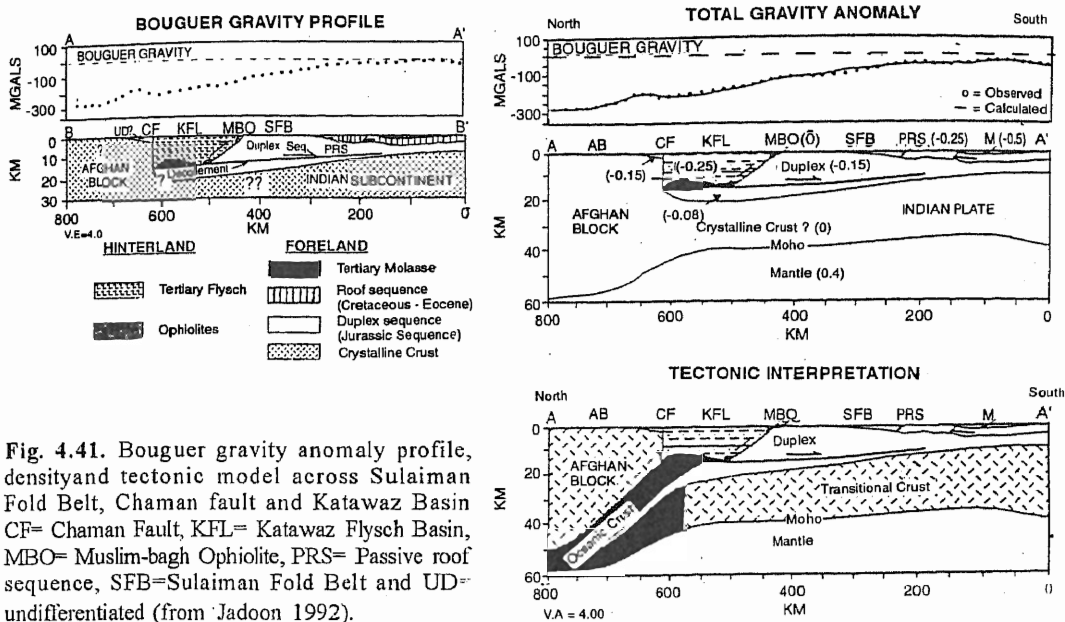 BOUGUER GRAVITY PROFILE
A A'
100
0
-100
-300
MGALS
BOUGUER GRAVITY
B UD? CF KFL MBO SFB B'
0
10
20
30
KM
AFGHAN BLOCK
Duplex Seq. PRS
? Decollement ??
INDIAN SUBCONTINENT
800 600 400 200 0
V.E=4.0 KM
HINTERLAND FORELAND
Tertiary Flysch
Ophiolites
Tertiary Molasse
Roof sequence
(Cretaceous - Eocene)
Duplex sequence
(Jurassic Sequence)
Crystalline Crust
Fig. 4.41. Bouguer gravity anomaly profile,
densityand tectonic model across Sulaiman
Fold Belt, Chaman fault and Katawaz Basin
CF= Chaman Fault, KFL= Katawaz Flysch Basin,
MBO= Muslim-bagh Ophiolite, PRS= Passive roof
sequence, SFB=Sulaiman Fold Belt and UD=
undifferentiated (from Jadoon 1992).
TOTAL GRAVITY ANOMALY
North South
100
-100
-300
MGALS
BOUGUER GRAVITY
o = Observed
— = Calculated
A AB CF KFL MBO(0) SFB PRS (-0.25) M (-0.5) A'
0
20
40
60
KM
(-0.15)
(-0.25)
Duplex (-0.15)
(-0.08)
AFGHAN
BLOCK
INDIAN PLATE
Crystalline Crust ? (0)
Moho
Mantle (0.4)
800 600 400 200 0
KM
TECTONIC INTERPRETATION
North South
A AB CF KFL MBO SFB PRS M A'
0
20
40
60
KM
AFGHAN
BLOCK
Duplex
Oceanic Crust
Transitional Crust
Moho
Mantle
800 600 400 200 0
V.A = 4.00 KM